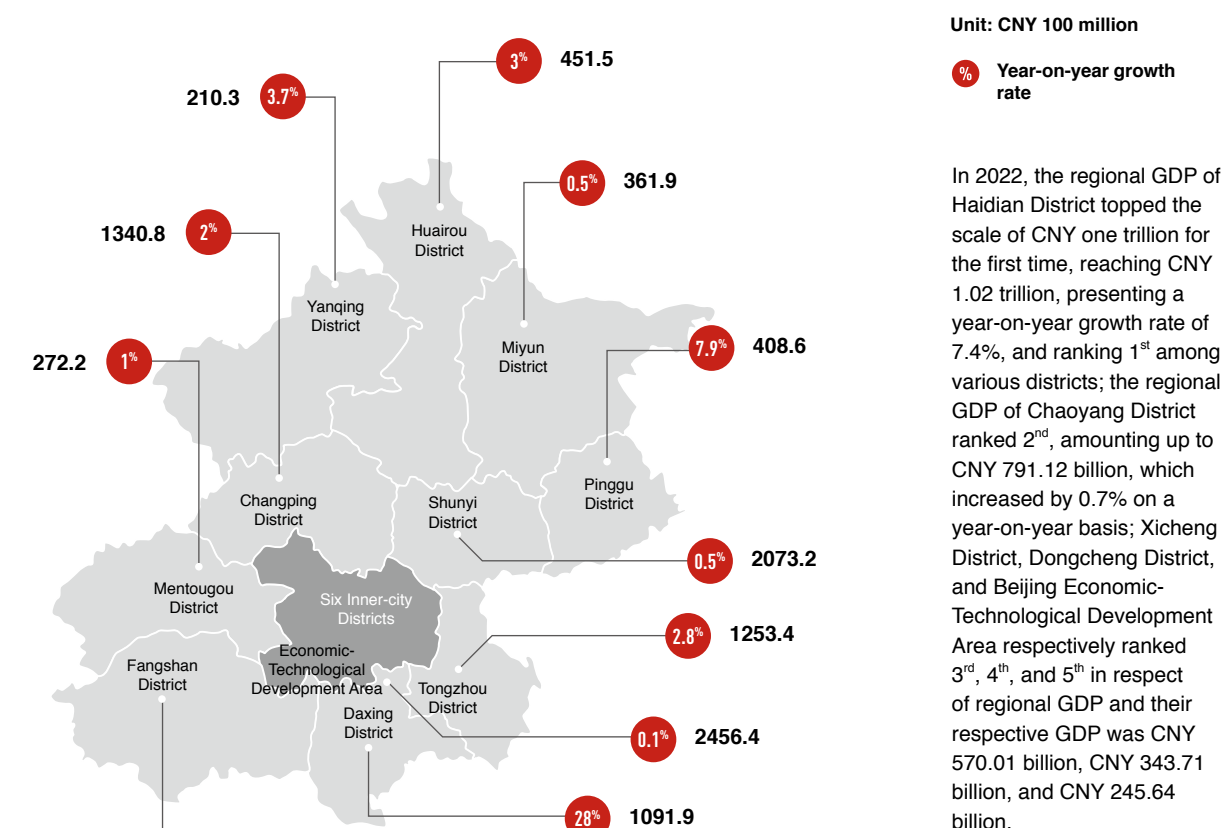 Unit: CNY 100 million
% Year-on-year growth
rate
3% 451.5
210.3 3.7%
0.5% 361.9
1340.8 2%
Huairou
District
Yanqing
District
272.2 1%
Miyun
District
7.9% 408.6
Changping
District
Shunyi
District
Pinggu
District
0.5% 2073.2
Mentougou
District
Six Inner-city
Districts
2.8% 1253.4
Economic-
Technological
Development Area
Fangshan
District
Tongzhou
District
Daxing
District
0.1% 2456.4
28% 1091.9
In 2022, the regional GDP of
Haidian District topped the
scale of CNY one trillion for
the first time, reaching CNY
1.02 trillion, presenting a
year-on-year growth rate of
7.4%, and ranking 1st among
various districts; the regional
GDP of Chaoyang District
ranked 2nd, amounting up to
CNY 791.12 billion, which
increased by 0.7% on a
year-on-year basis; Xicheng
District, Dongcheng District,
and Beijing Economic-
Technological Development
Area respectively ranked
3rd, 4th, and 5th in respect
of regional GDP and their
respective GDP was CNY
570.01 billion, CNY 343.71
billion, and CNY 245.64
billion.